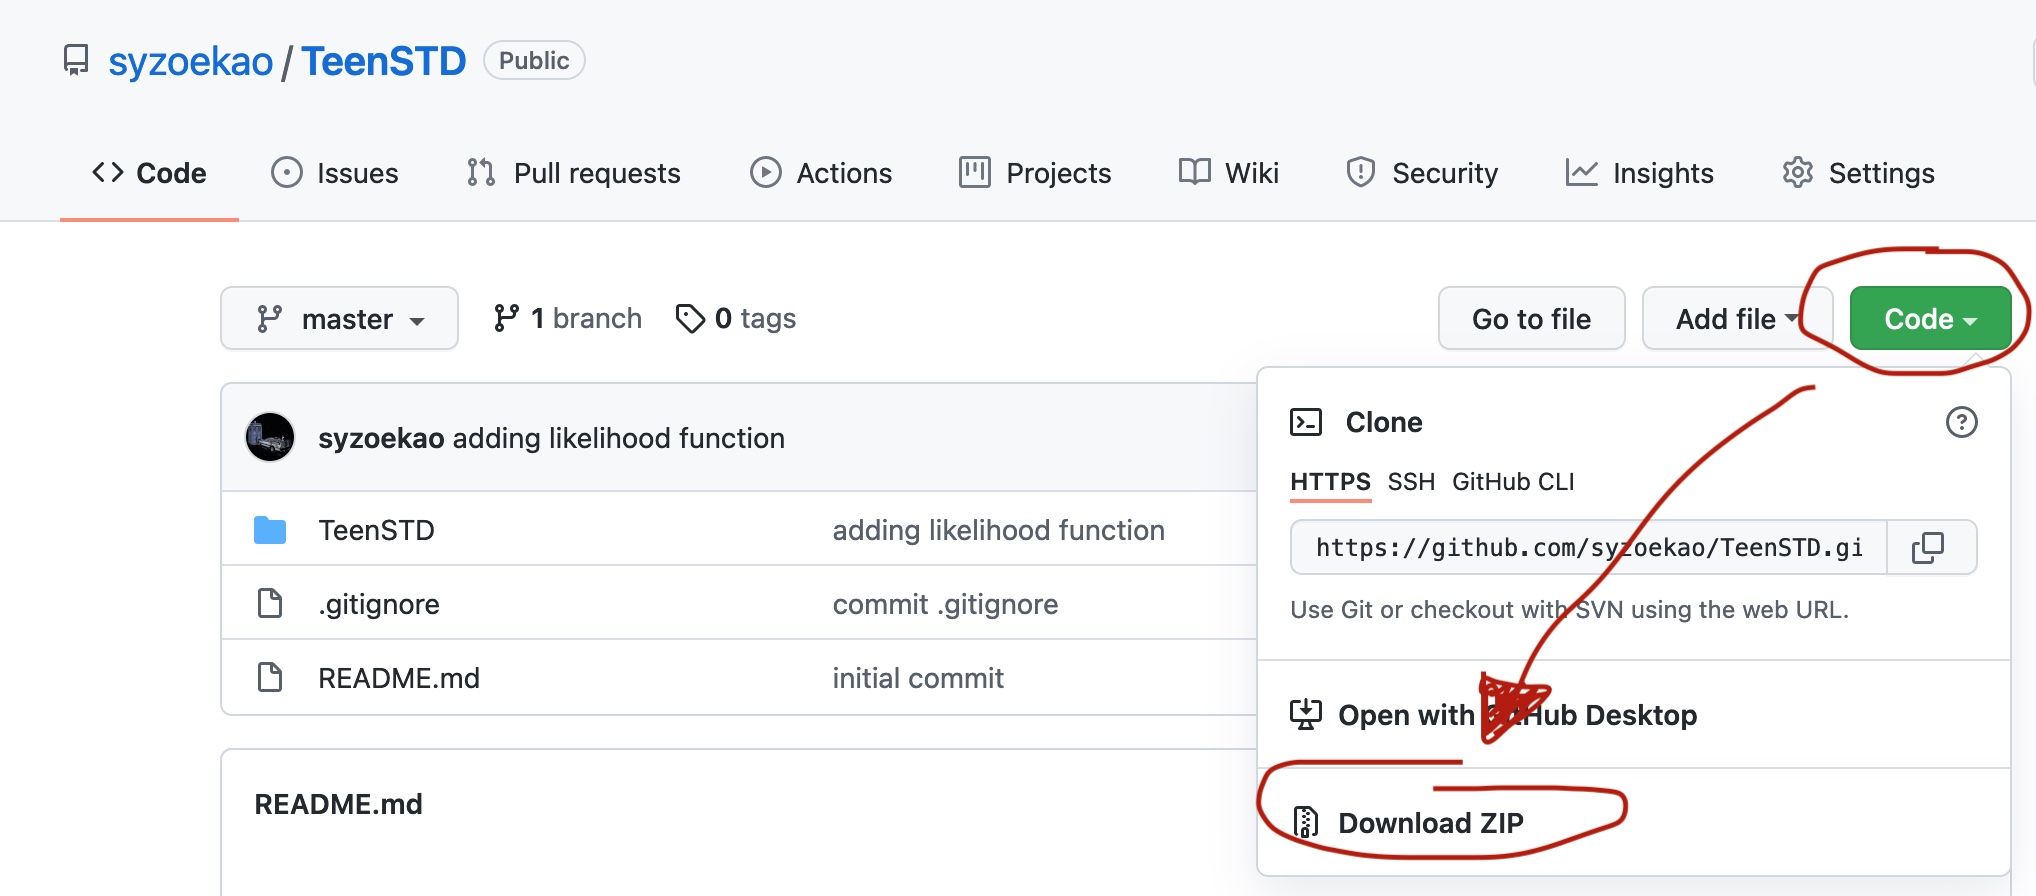 syzoekao / TeenSTD Public
Code Issues Pull requests Actions Projects Wiki Security Insights Settings
master 1 branch 0 tags Go to file Add file Code
syzoekao adding likelihood function
TeenSTD adding likelihood function
.gitignore commit .gitignore
README.md initial commit
README.md
Clone
HTTPS SSH GitHub CLI
https://github.com/syzoekao/TeenSTD.gi
Use Git or checkout with SVN using the web URL.
Open with GitHub Desktop
Download ZIP